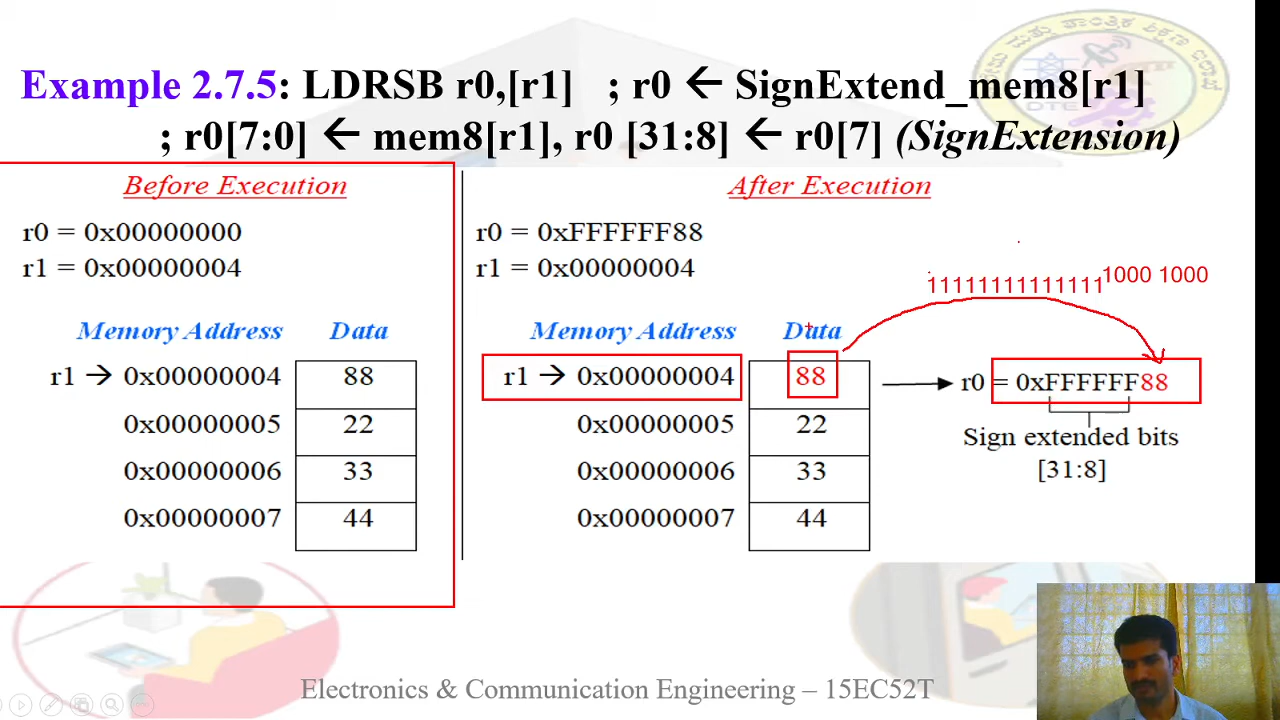 Example 2.7.5: LDRSB r0,[r1] ; r0 ← SignExtend_mem8[r1]
; r0[7:0] ← mem8[r1], r0 [31:8] ← r0[7] (SignExtension)
Before Execution
r0 = 0x00000000
r1 = 0x00000004
Memory Address Data
r1 → 0x00000004 88
0x00000005 22
0x00000006 33
0x00000007 44
After Execution
r0 = 0xFFFFFF88
r1 = 0x00000004
Memory Address Data
r1 → 0x00000004 88
0x00000005 22
0x00000006 33
0x00000007 44
11111111111111 1000 1000
r0 = 0xFFFFFF88
Sign extended bits
[31:8]
DTE
Electronics & Communication Engineering – 15EC52T